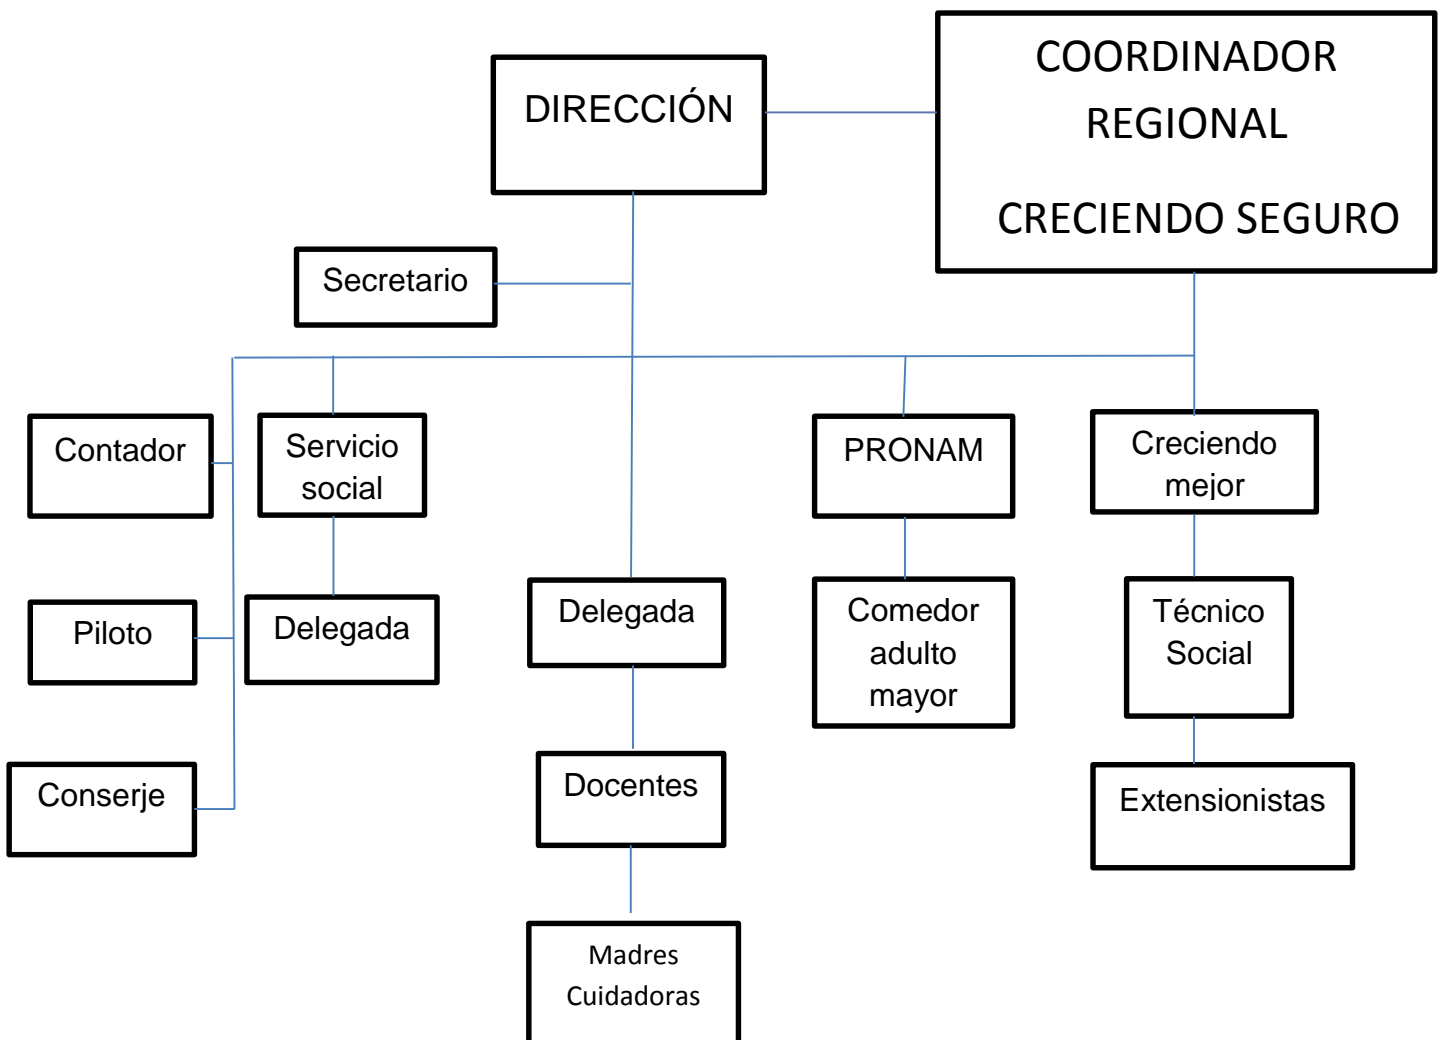 DIRECCIÓN
COORDINADOR
REGIONAL
CRECIENDO SEGURO
Secretario
Contador
Servicio
social
PRONAM
Creciendo
mejor
Piloto
Delegada
Delegada
Comedor
adulto
mayor
Técnico
Social
Conserje
Docentes
Extensionistas
Madres
Cuidadoras